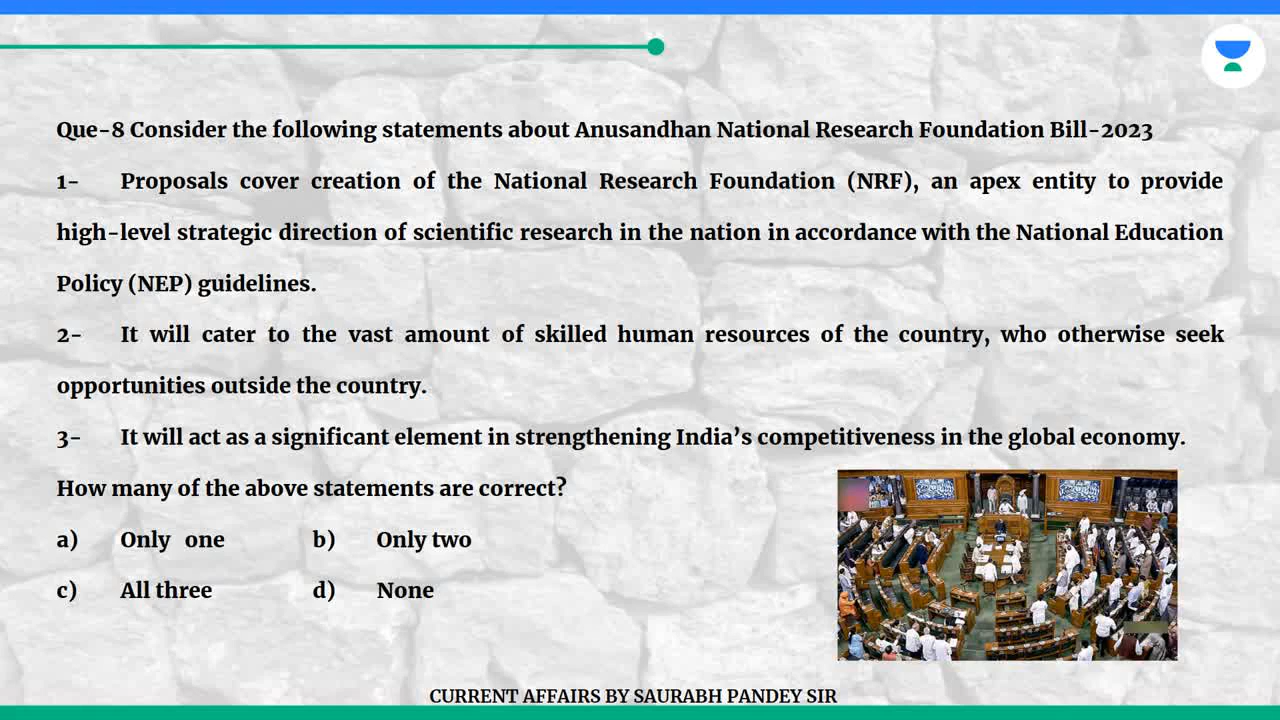 Que-8 Consider the following statements about Anusandhan National Research Foundation Bill-2023
1- Proposals cover creation of the National Research Foundation (NRF), an apex entity to provide
high-level strategic direction of scientific research in the nation in accordance with the National Education
Policy (NEP) guidelines.
2- It will cater to the vast amount of skilled human resources of the country, who otherwise seek
opportunities outside the country.
3- It will act as a significant element in strengthening India’s competitiveness in the global economy.
How many of the above statements are correct?
a) Only one b) Only two
c) All three d) None
CURRENT AFFAIRS BY SAURABH PANDEY SIR